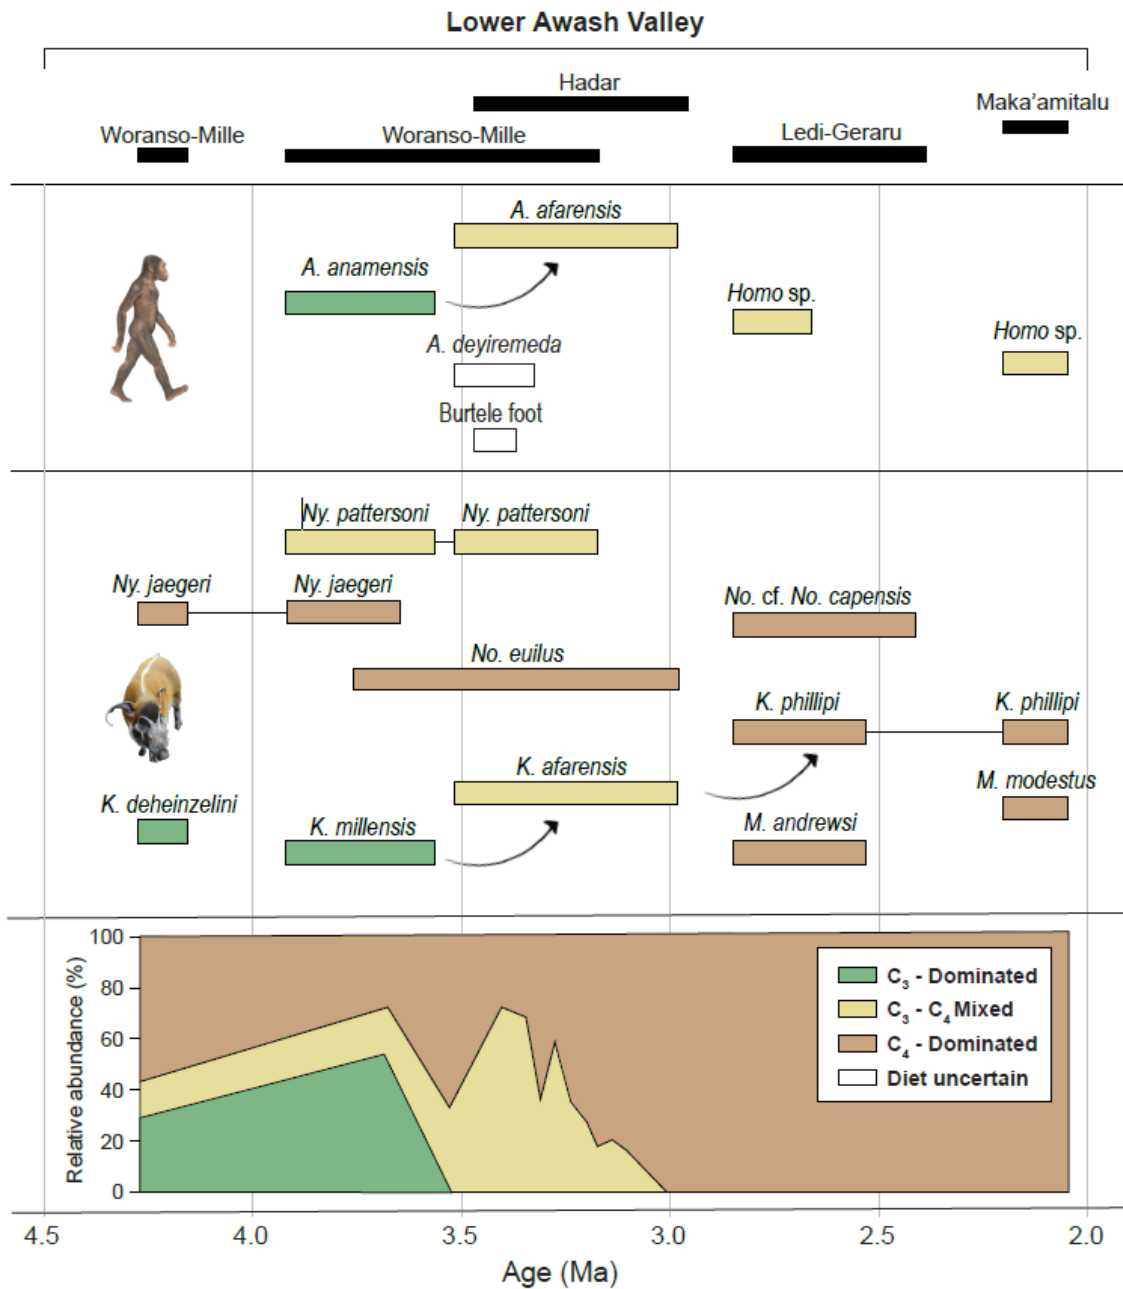 Lower Awash Valley
Hadar
Maka'amitalu
Woranso-Mille
Woranso-Mille
Ledi-Geraru
A. afarensis
A. anamensis
Homo sp.
Homo sp.
A. deyiremeda
Burtele foot
Ny. pattersoni
Ny. pattersoni
Ny. jaegeri
Ny. jaegeri
No. cf. No. capensis
No. euilus
K. phillipi
K. phillipi
K. afarensis
M. modestus
K. deheinzelini
K. millensis
M. andrewsi
Relative abundance (%)
100
80
60
40
20
0
C3 - Dominated
C3 - C4 Mixed
C4 - Dominated
Diet uncertain
4.5 4.0 3.5 3.0 2.5 2.0
Age (Ma)